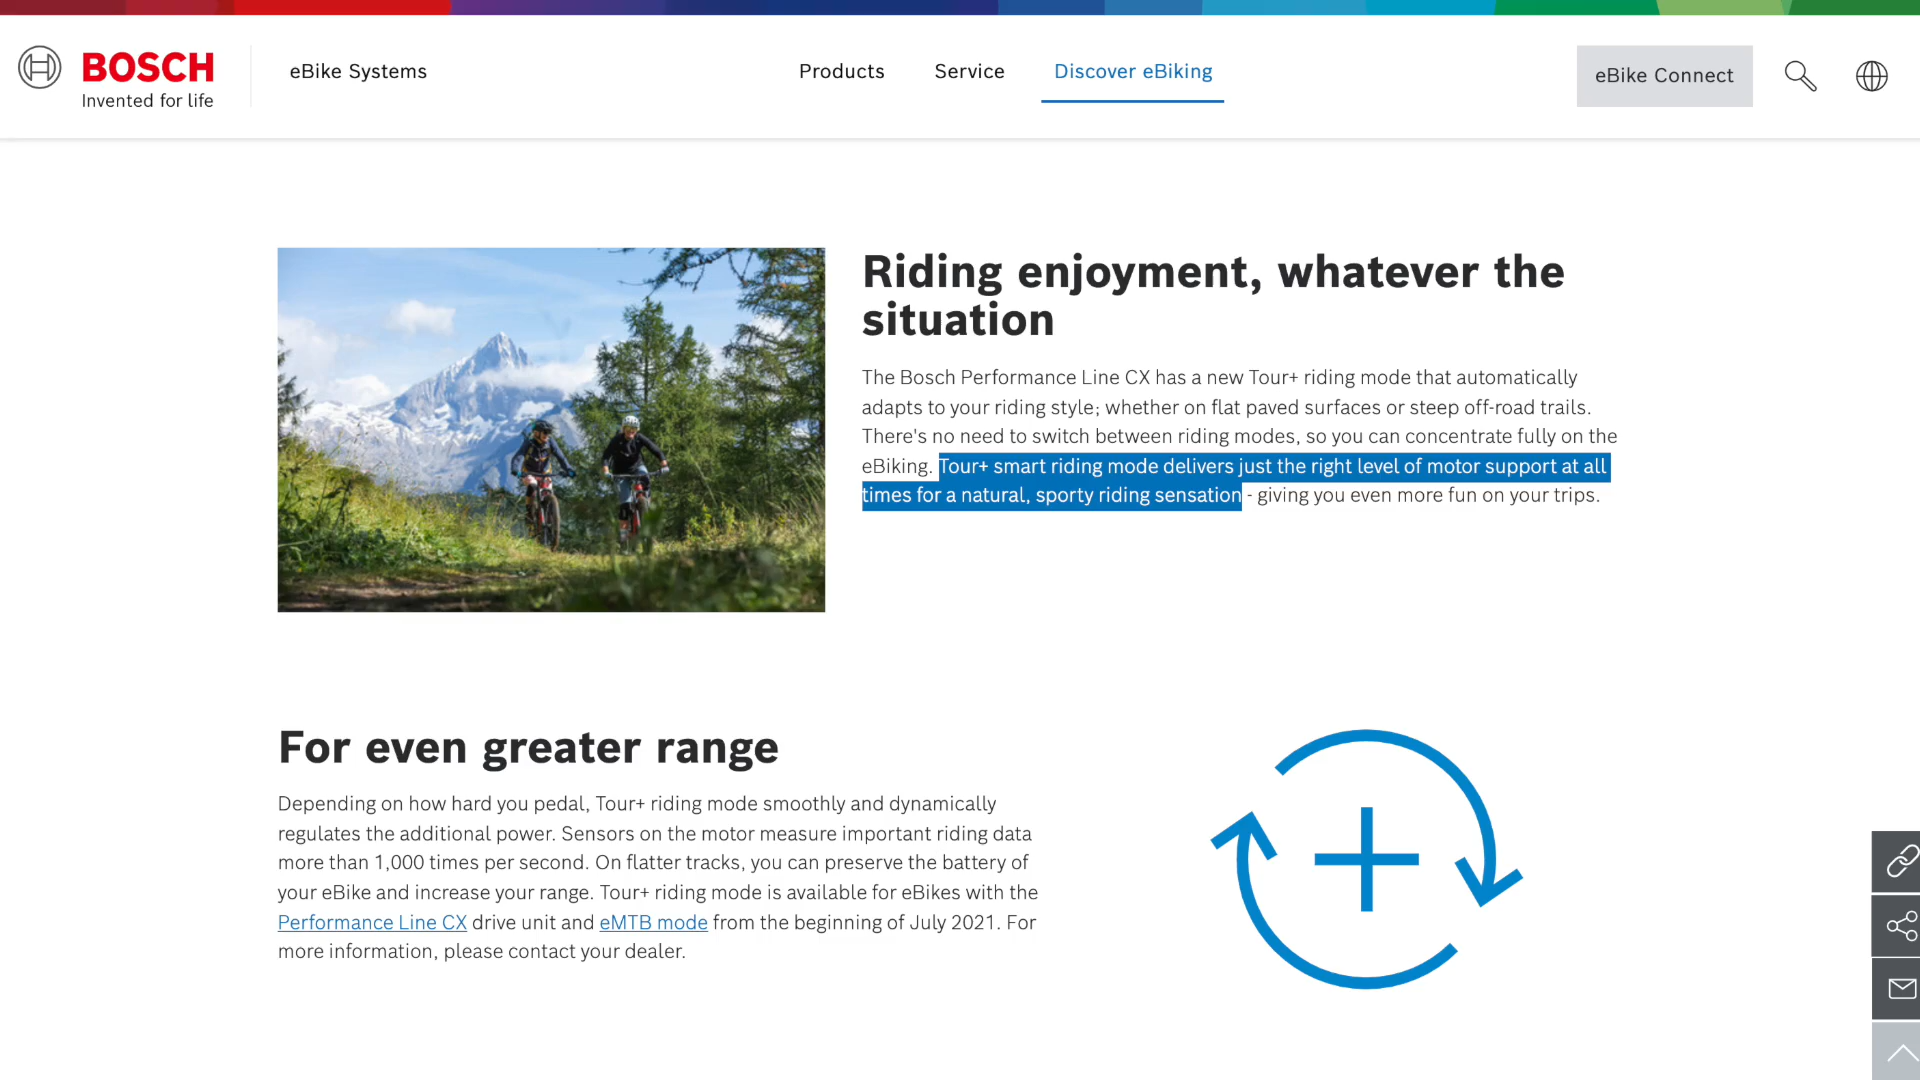 BOSCH
Invented for life
eBike Systems
Products
Service
Discover eBiking
eBike Connect
Riding enjoyment, whatever the
situation
The Bosch Performance Line CX has a new Tour+ riding mode that automatically
adapts to your riding style; whether on flat paved surfaces or steep off-road trails.
There's no need to switch between riding modes, so you can concentrate fully on the
eBiking. Tour+ smart riding mode delivers just the right level of motor support at all
times for a natural, sporty riding sensation - giving you even more fun on your trips.
For even greater range
Depending on how hard you pedal, Tour+ riding mode smoothly and dynamically
regulates the additional power. Sensors on the motor measure important riding data
more than 1,000 times per second. On flatter tracks, you can preserve the battery of
your eBike and increase your range. Tour+ riding mode is available for eBikes with the
Performance Line CX drive unit and eMTB mode from the beginning of July 2021. For
more information, please contact your dealer.